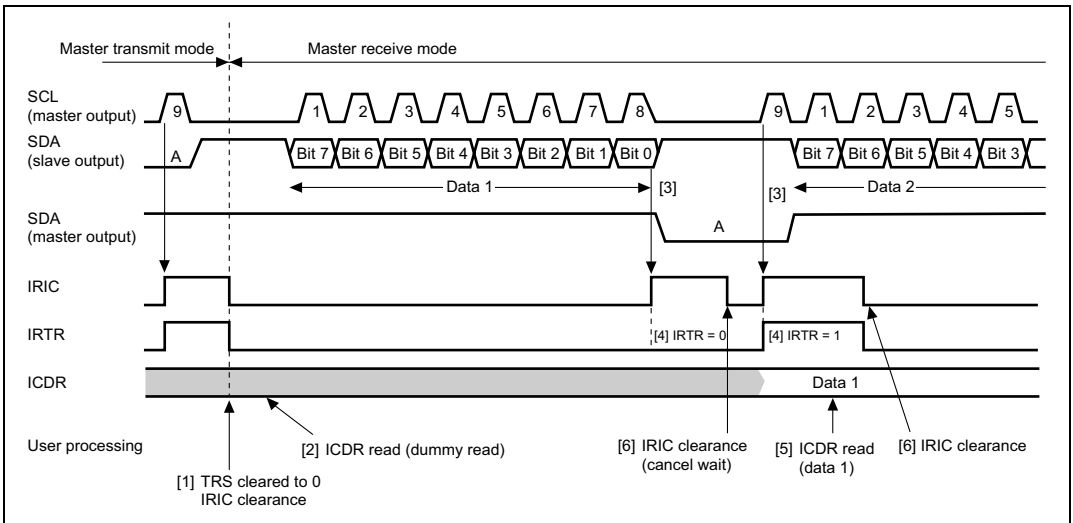 Master transmit mode Master receive mode
SCL
(master output)
9 1 2 3 4 5 6 7 8 9 1 2 3 4 5
SDA
(slave output)
A Bit 7 Bit 6 Bit 5 Bit 4 Bit 3 Bit 2 Bit 1 Bit 0 Bit 7 Bit 6 Bit 5 Bit 4 Bit 3
Data 1 [3] [3] Data 2
SDA
(master output)
A
IRIC
IRTR
[4] IRTR = 0 [4] IRTR = 1
ICDR
Data 1
User processing
[2] ICDR read (dummy read)
[6] IRIC clearance
(cancel wait)
[5] ICDR read
(data 1)
[6] IRIC clearance
[1] TRS cleared to 0
IRIC clearance